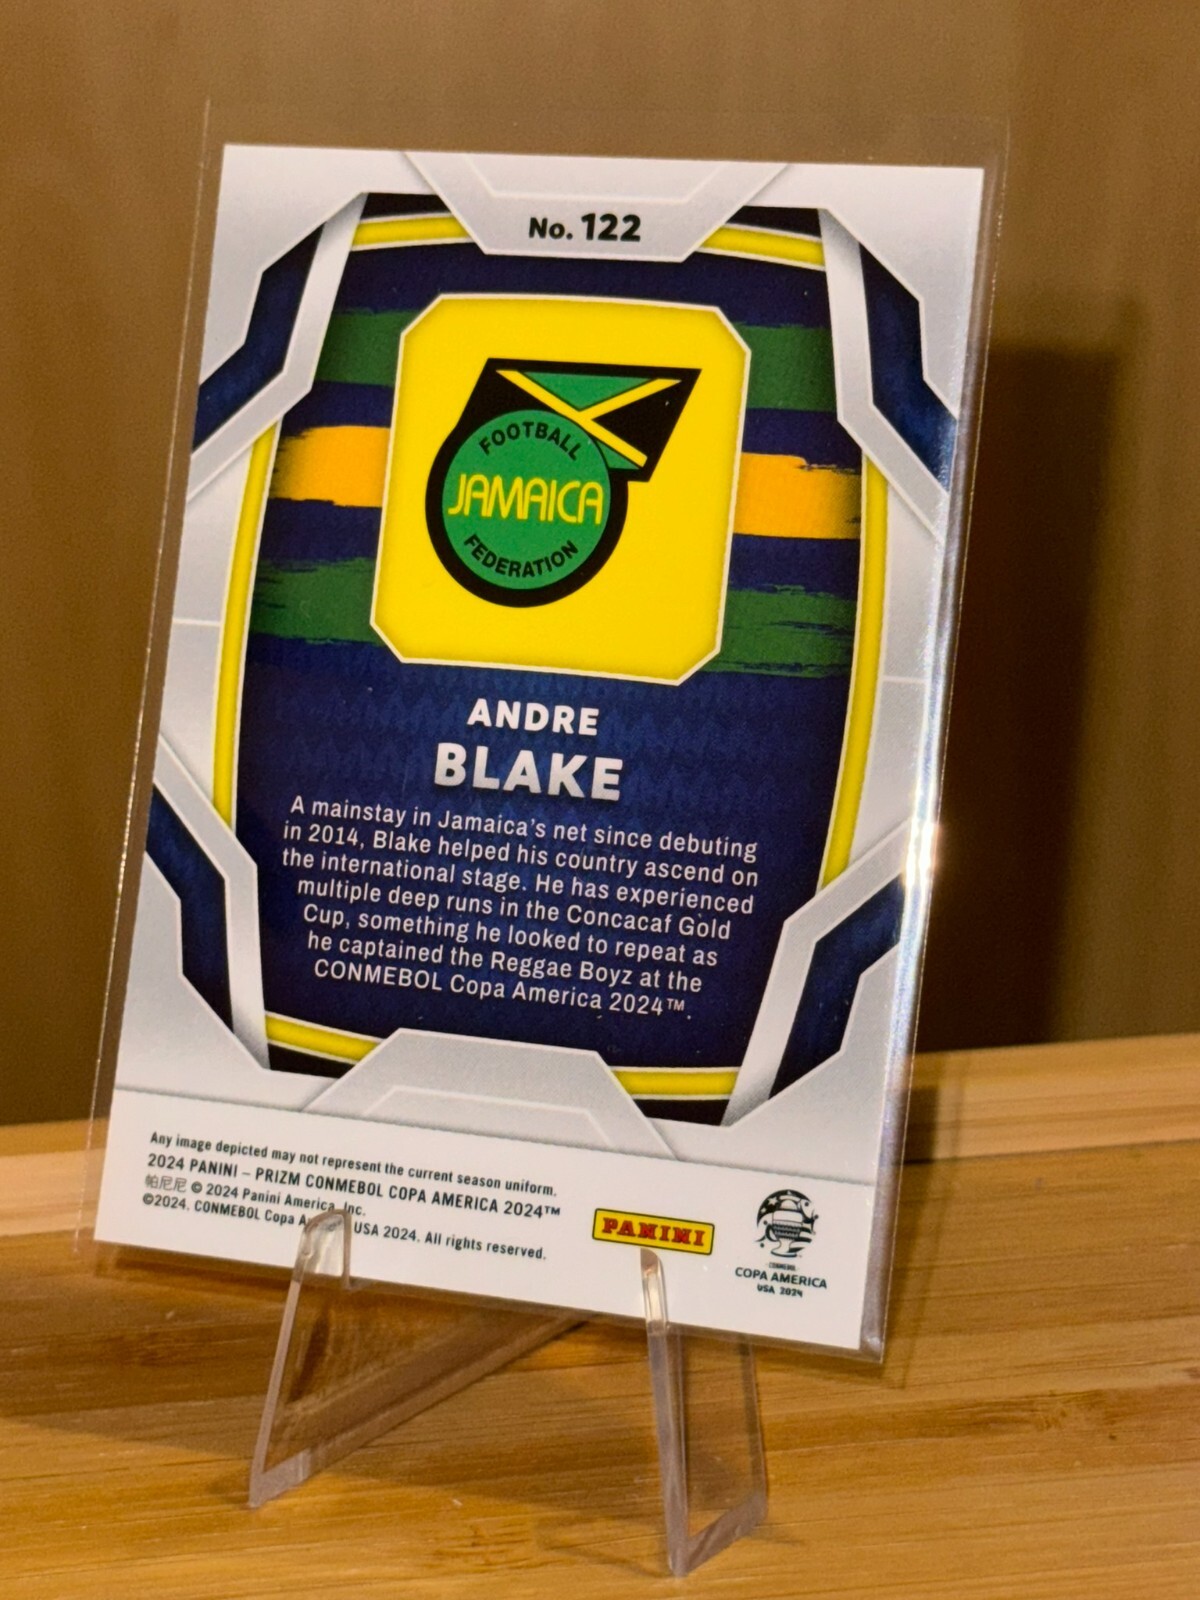 No. 122
FOOTBALL
JAMAICA
FEDERATION
ANDRE
BLAKE
A mainstay in Jamaica's net since debuting
in 2014, Blake helped his country ascend on
the international stage. He has experienced
multiple deep runs in the Concacaf Gold
Cup, something he looked to repeat as
he captained the Reggae Boyz at the
CONMEBOL Copa America 2024™.
Any image depicted may not represent the current season uniform.
2024 PANINI – PRIZM CONMEBOL COPA AMERICA 2024™
帕尼尼 © 2024 Panini America, Inc.
©2024. CONMEBOL Copa USA 2024. All rights reserved.
PANINI
CONMEBOL
COPA AMERICA
USA 2024